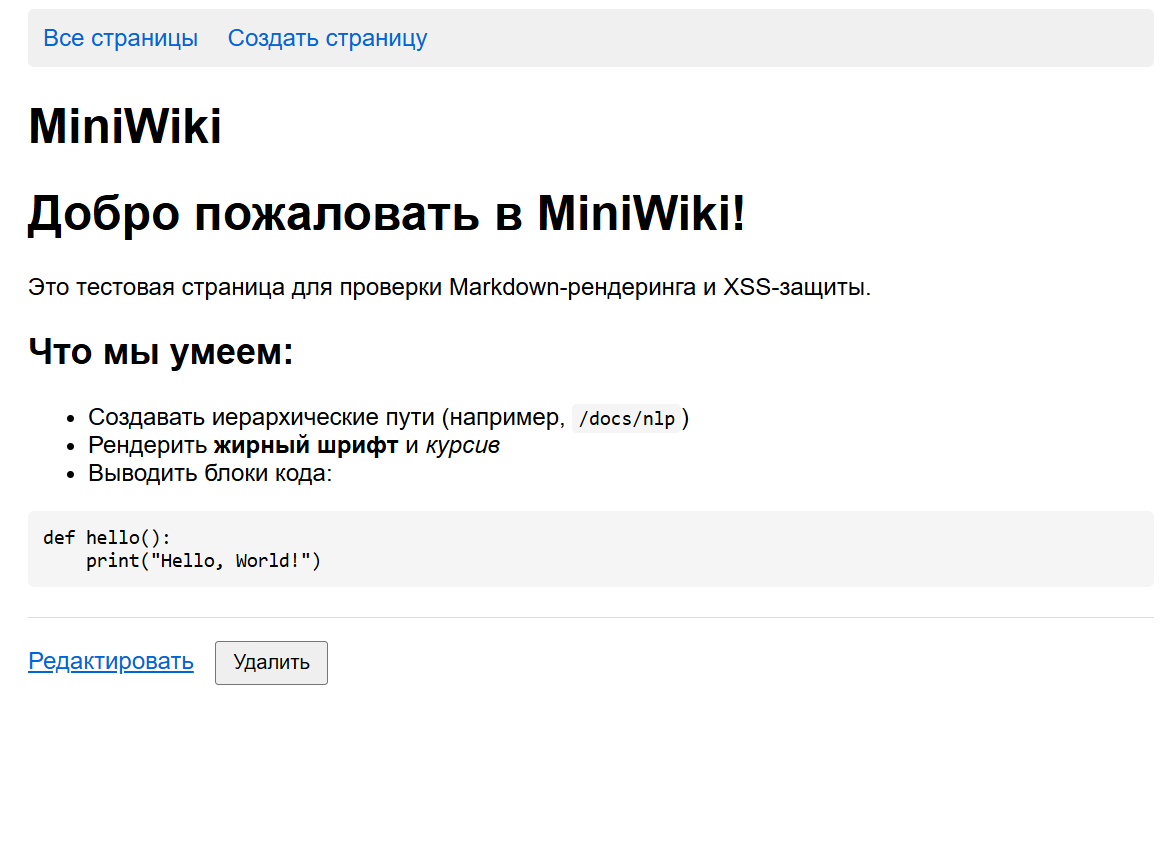 Все страницы Создать страницу
MiniWiki
Добро пожаловать в MiniWiki!
Это тестовая страница для проверки Markdown-рендеринга и XSS-защиты.
Что мы умеем:
• Создавать иерархические пути (например, /docs/nlp)
• Рендерить жирный шрифт и курсив
• Выводить блоки кода:
def hello():
    print("Hello, World!")
Редактировать Удалить